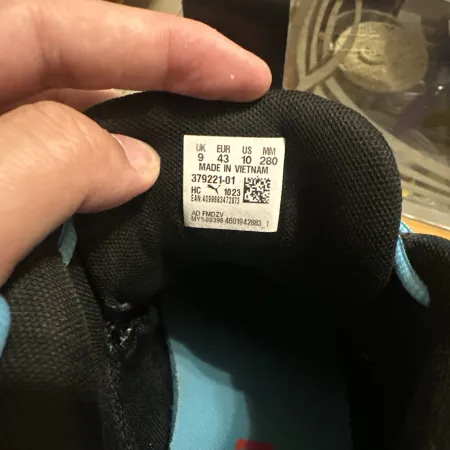 UK EUR US MM
9 43 10 280
MADE IN VIETNAM
379221-01
HC 1023
AD FMDZV